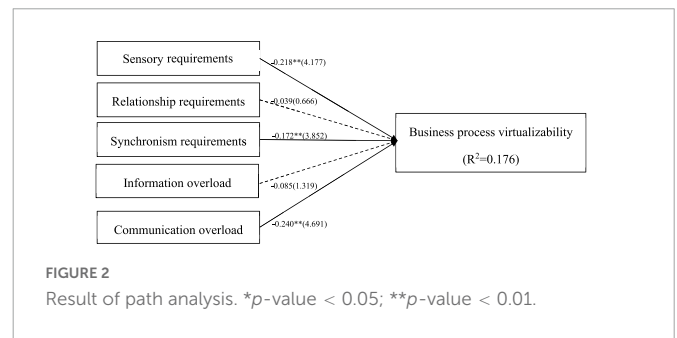 Sensory requirements
-0.218**(4.177)
Relationship requirements
-0.039(0.666)
Synchronism requirements
-0.172**(3.852)
Information overload
-0.085(1.319)
Communication overload
-0.240**(4.691)
Business process virtualizability
(R²=0.176)
FIGURE 2
Result of path analysis. *p-value < 0.05; **p-value < 0.01.